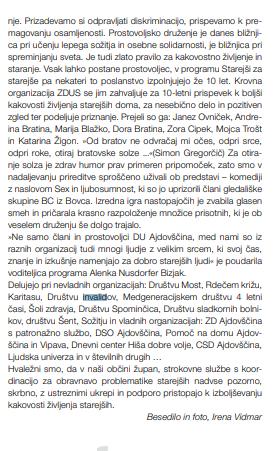 nje. Prizadevamo si odpravljati diskriminacijo, prispevamo k pre-
magovanju osamljenosti. Prostovoljsko druženje je danes bližnji-
ca pri učenju lepega sožitja in osebne solidarnosti, je bližnjica pri
spreminjanju sveta. Je tudi zlato pravilo za kakovostno življenje in
staranje. Vsak lahko postane prostovoljec, v programu Starejši za
starejše pa nekateri to poslanstvo izpolnjujejo že 10 let. Krovna
organizacija ZDUS se jim zahvaljuje za 10-letni prispevek k boljši
kakovosti življenja starejših doma, za nesebično delo in pozitiven
zgled ter podeljuje priznanje. Prejeli so ga: Janez Ovniček, Andre-
ina Bratina, Marija Blažko, Dora Bratina, Zora Cipek, Mojca Trošt
in Katarina Žigon. »Od bratov ne odvračaj mi očes, odpri srce,
odpri roke, otiraj bratovske solze ...«(Simon Gregorčič) Za otira-
nje solza je zdrav humor prav primeren pripomoček, zato smo v
nadaljevanju prireditve sproščeno uživali ob predstavi – komediji
z naslovom Sex in ljubosumnost, ki so jo uprizorili člani gledališke
skupine BC iz Bovca. Izredna igra nastopajočih je zvabila glasen
smeh in pričarala krasno razpoloženje množice prisotnih, ki je ob
veselem druženju še dolgo trajalo.
»Ne samo člani in prostovoljci DU Ajdovščina, med nami so iz
raznih organizacij tudi mnogi ljudje z velikim srcem, ki svoj čas,
znanje in izkušnje namenjajo za dobro starejših ljudi« je poudarila
voditeljica programa Alenka Nusdorfer Bizjak.
Delujejo pri nevladnih organizacijah: Društvu Most, Rdečem križu,
Karitasu, Društvu invalidov, Medgeneracijskem društvu 4 letni
časi, Šoli zdravja, Društvu Spominčica, Društvu sladkornih bolni-
kov, društvu Šent, Sožitju in vladnih organizacijah: ZD Ajdovščina
s patronažno službo, DSO Ajdovščina, Pomoč na domu Ajdov-
ščina in Vipava, Dnevni center Hiša dobre volje, CSD Ajdovščina,
Ljudska univerza in v številnih drugih ...
Hvaležni smo, da v naši občini župan, strokovne službe s koor-
dinacijo za obravnavo problematike starejših nadvse pozorno,
skrbno, z ustreznimi ukrepi in podporo pristopajo k izboljševanju
kakovosti življenja starejših.
Besedilo in foto, Irena Vidmar